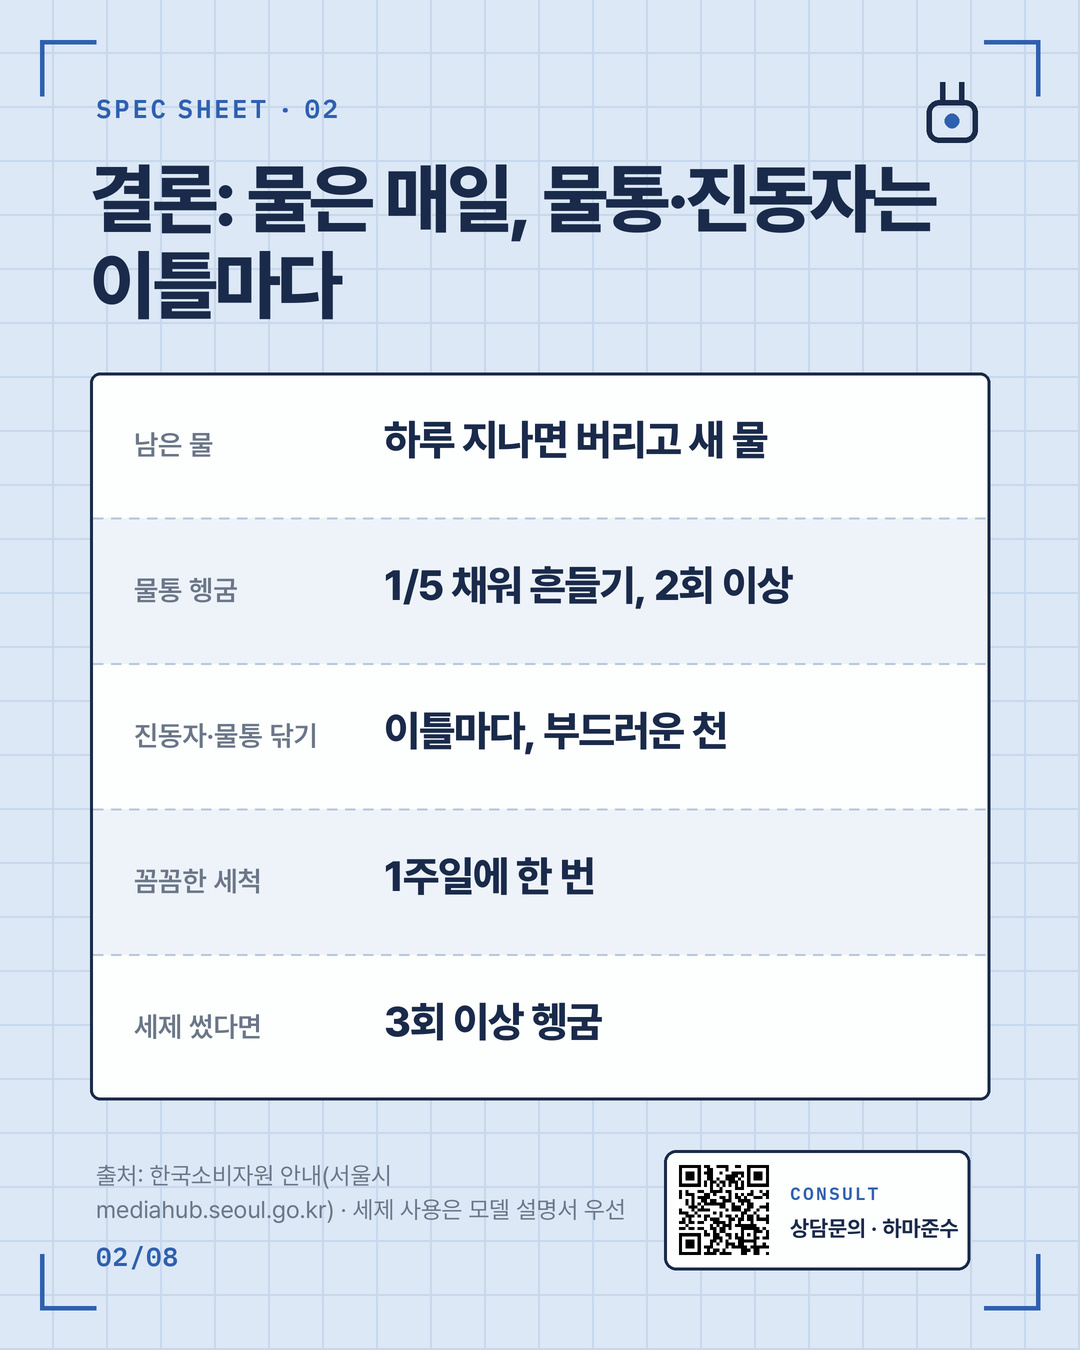 SPEC SHEET · 02
결론: 물은 매일, 물통·진동자는
이틀마다
남은 물
하루 지나면 버리고 새 물
물통 헹굼
1/5 채워 흔들기, 2회 이상
진동자·물통 닦기
이틀마다, 부드러운 천
꼼꼼한 세척
1주일에 한 번
세제 썼다면
3회 이상 헹굼
출처: 한국소비자원 안내(서울시
mediahub.seoul.go.kr) · 세제 사용은 모델 설명서 우선
02/08
CONSULT
상담문의 · 하마준수